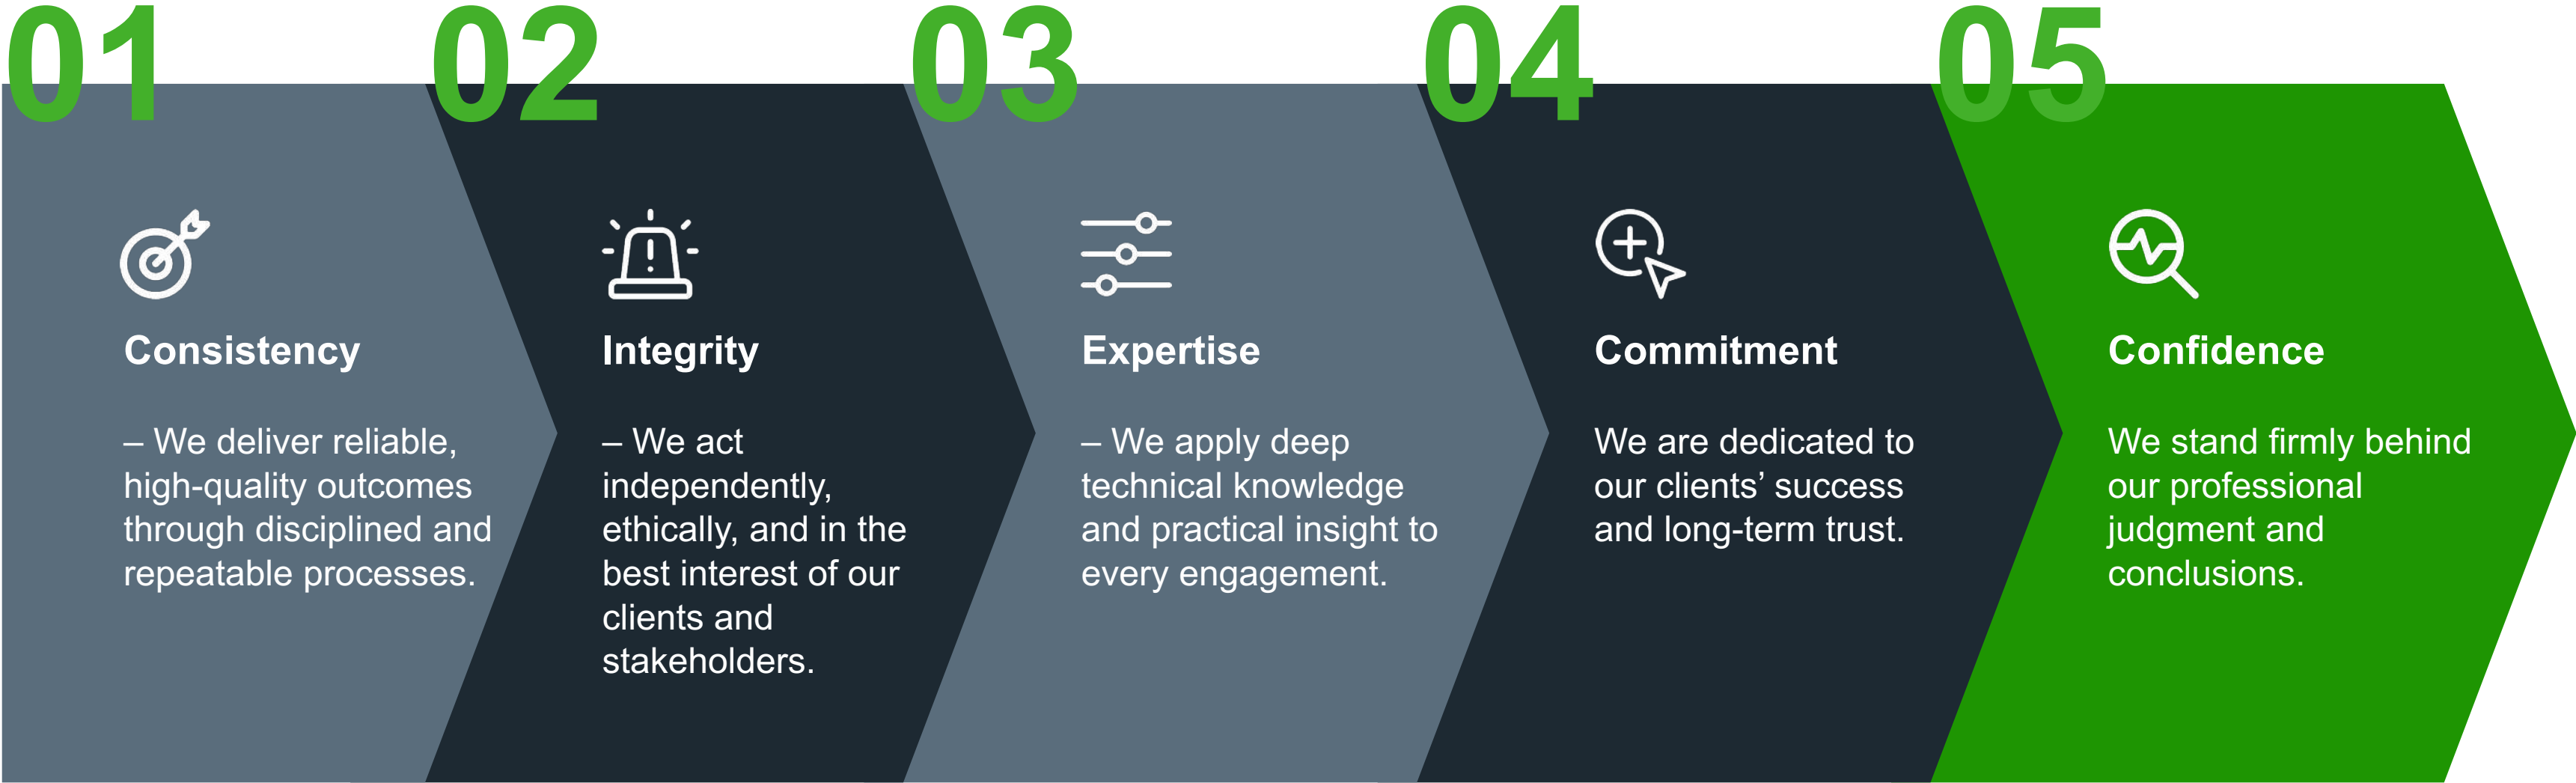 01
Consistency
– We deliver reliable,
high-quality outcomes
through disciplined and
repeatable processes.
02
Integrity
– We act
independently,
ethically, and in the
best interest of our
clients and
stakeholders.
03
Expertise
– We apply deep
technical knowledge
and practical insight to
every engagement.
04
Commitment
We are dedicated to
our clients’ success
and long-term trust.
05
Confidence
We stand firmly behind
our professional
judgment and
conclusions.